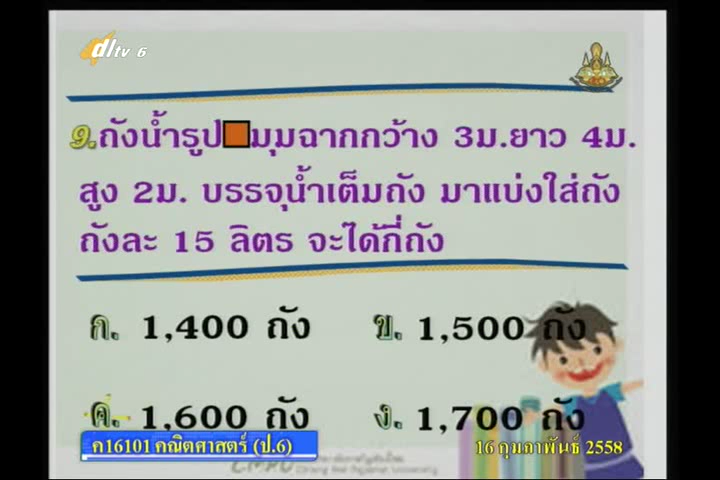 dltv 6
๑.ถังน้ำรูป▪มุมฉากกว้าง 3ม.ยาว 4ม.
สูง 2ม. บรรจุน้ำเต็มถัง มาแบ่งใส่ถัง
ถังละ 15 ลิตร จะได้กี่ถัง
ก. 1,400 ถัง ข. 1,500 ถัง
ค. 1,600 ถัง ง. 1,700 ถัง
ค16101 คณิตศาสตร์ (ป.6) 16 กุมภาพันธ์ 2558